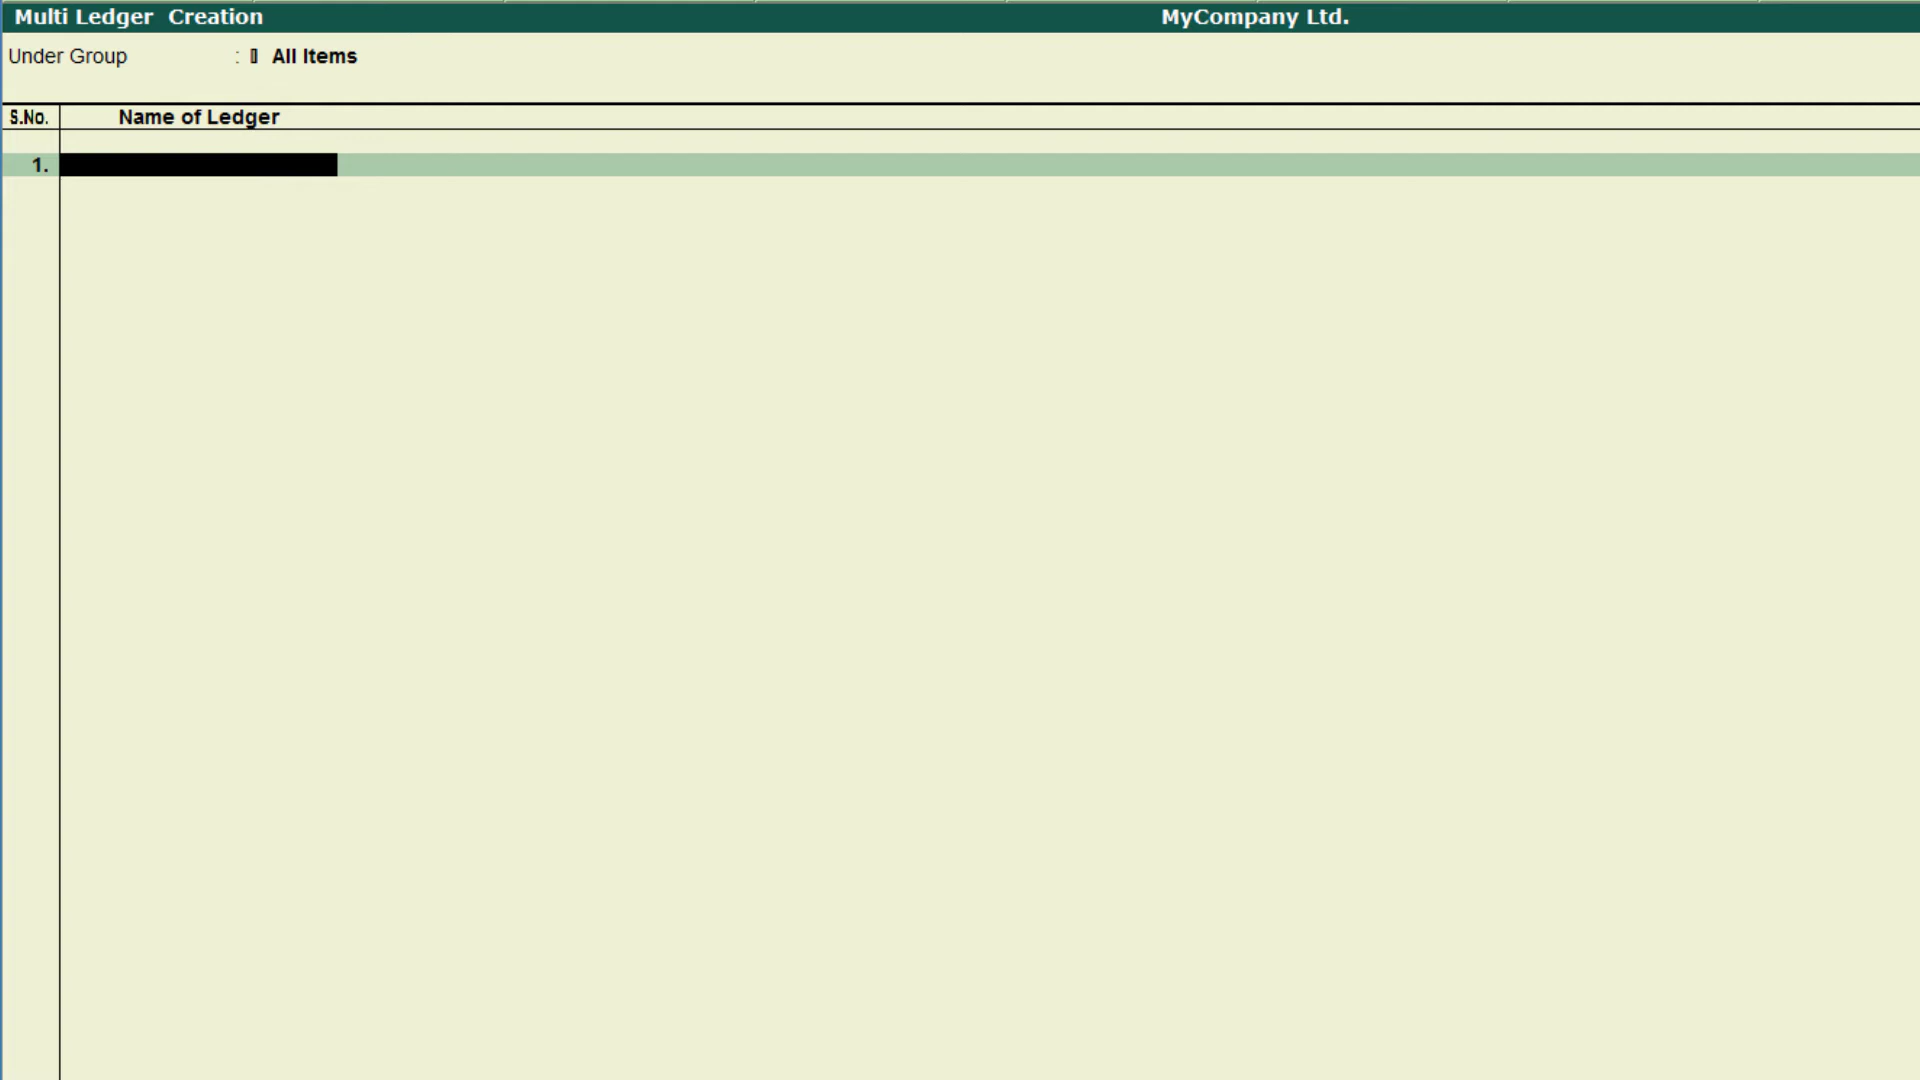 Multi Ledger Creation MyCompany Ltd.
Under Group : All Items
S.No. Name of Ledger
1.